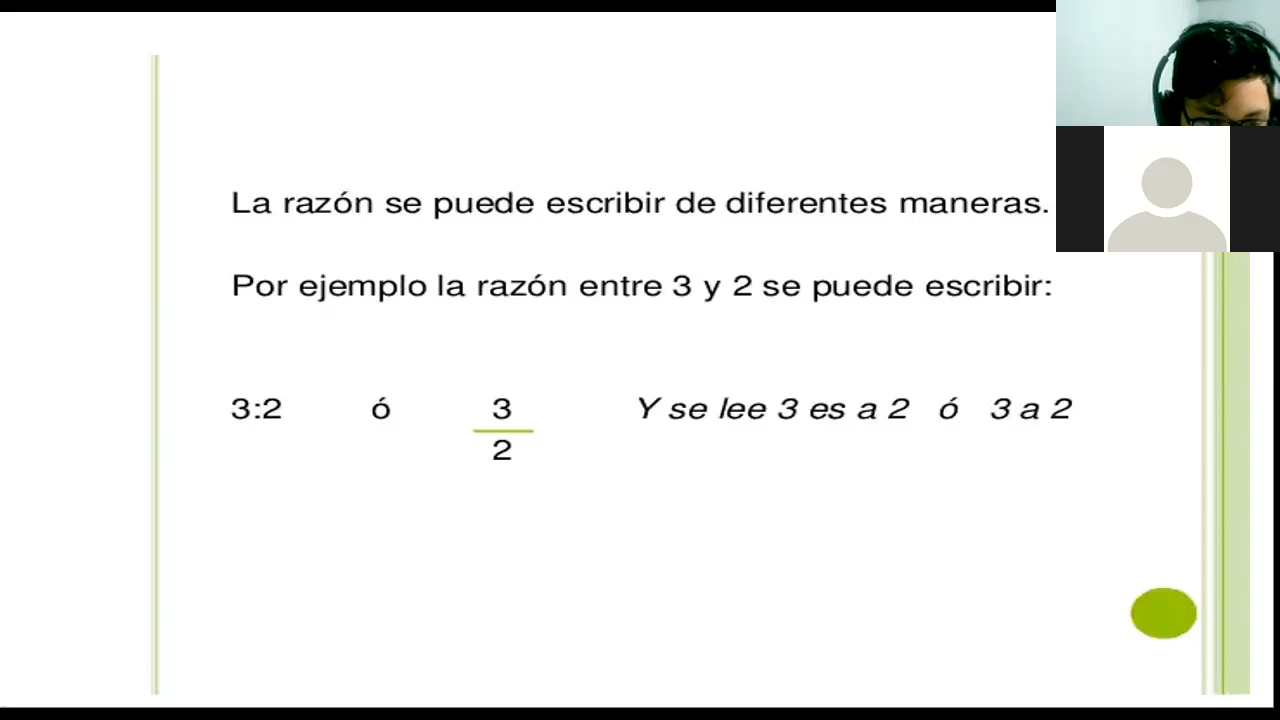 La razón se puede escribir de diferentes maneras.
Por ejemplo la razón entre 3 y 2 se puede escribir:
3:2 ó 3/2 Y se lee 3 es a 2 ó 3 a 2